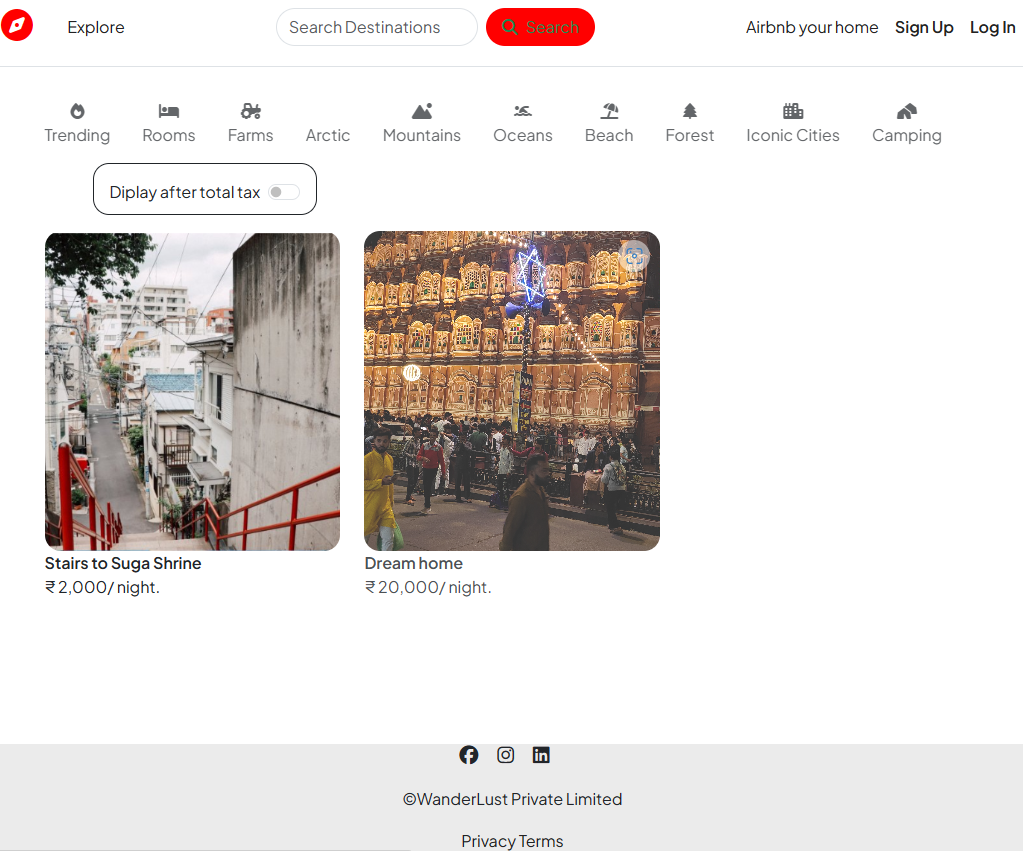 Explore
Search Destinations
Search
Airbnb your home
Sign Up
Log In
Trending
Rooms
Farms
Arctic
Mountains
Oceans
Beach
Forest
Iconic Cities
Camping
Diplay after total tax
Stairs to Suga Shrine
₹ 2,000/ night.
Dream home
₹ 20,000/ night.
©WanderLust Private Limited
Privacy Terms